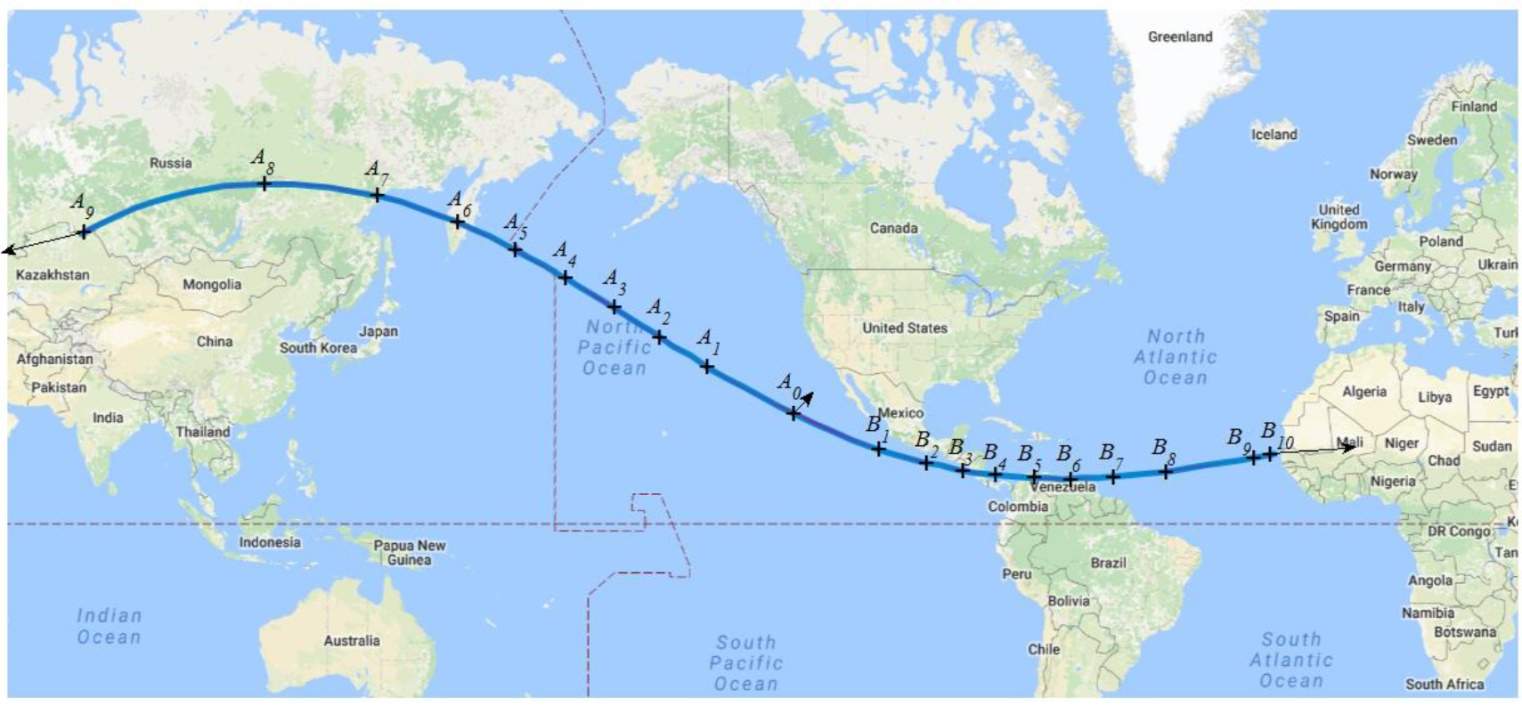 Greenland
Finland
Iceland
Sweden
Russia
A8
A7
Norway
A9
A6
United
Kingdom
A5
Canada
Poland
Kazakhstan
A4
Germany
Ukrain
Mongolia
A3
France
North
Pacific
Ocean
A2
Italy
Spain
Japan
United States
North
Atlantic
Ocean
China
South Korea
A1
Afghanistan
Pakistan
A0
Algeria
Libya
Egypt
India
Mexico
Thailand
B1
B2
B3
B4
B5
B6
B7
B8
B9
B10
Mali
Niger
Sudan
Chad
Venezuela
Nigeria
Colombia
DR Congo
Indonesia
Papua New
Guinea
Peru
Brazil
Angola
Bolivia
Namibia
Botswana
Indian
Ocean
Australia
South
Pacific
Ocean
Chile
South
Atlantic
Ocean
South Africa